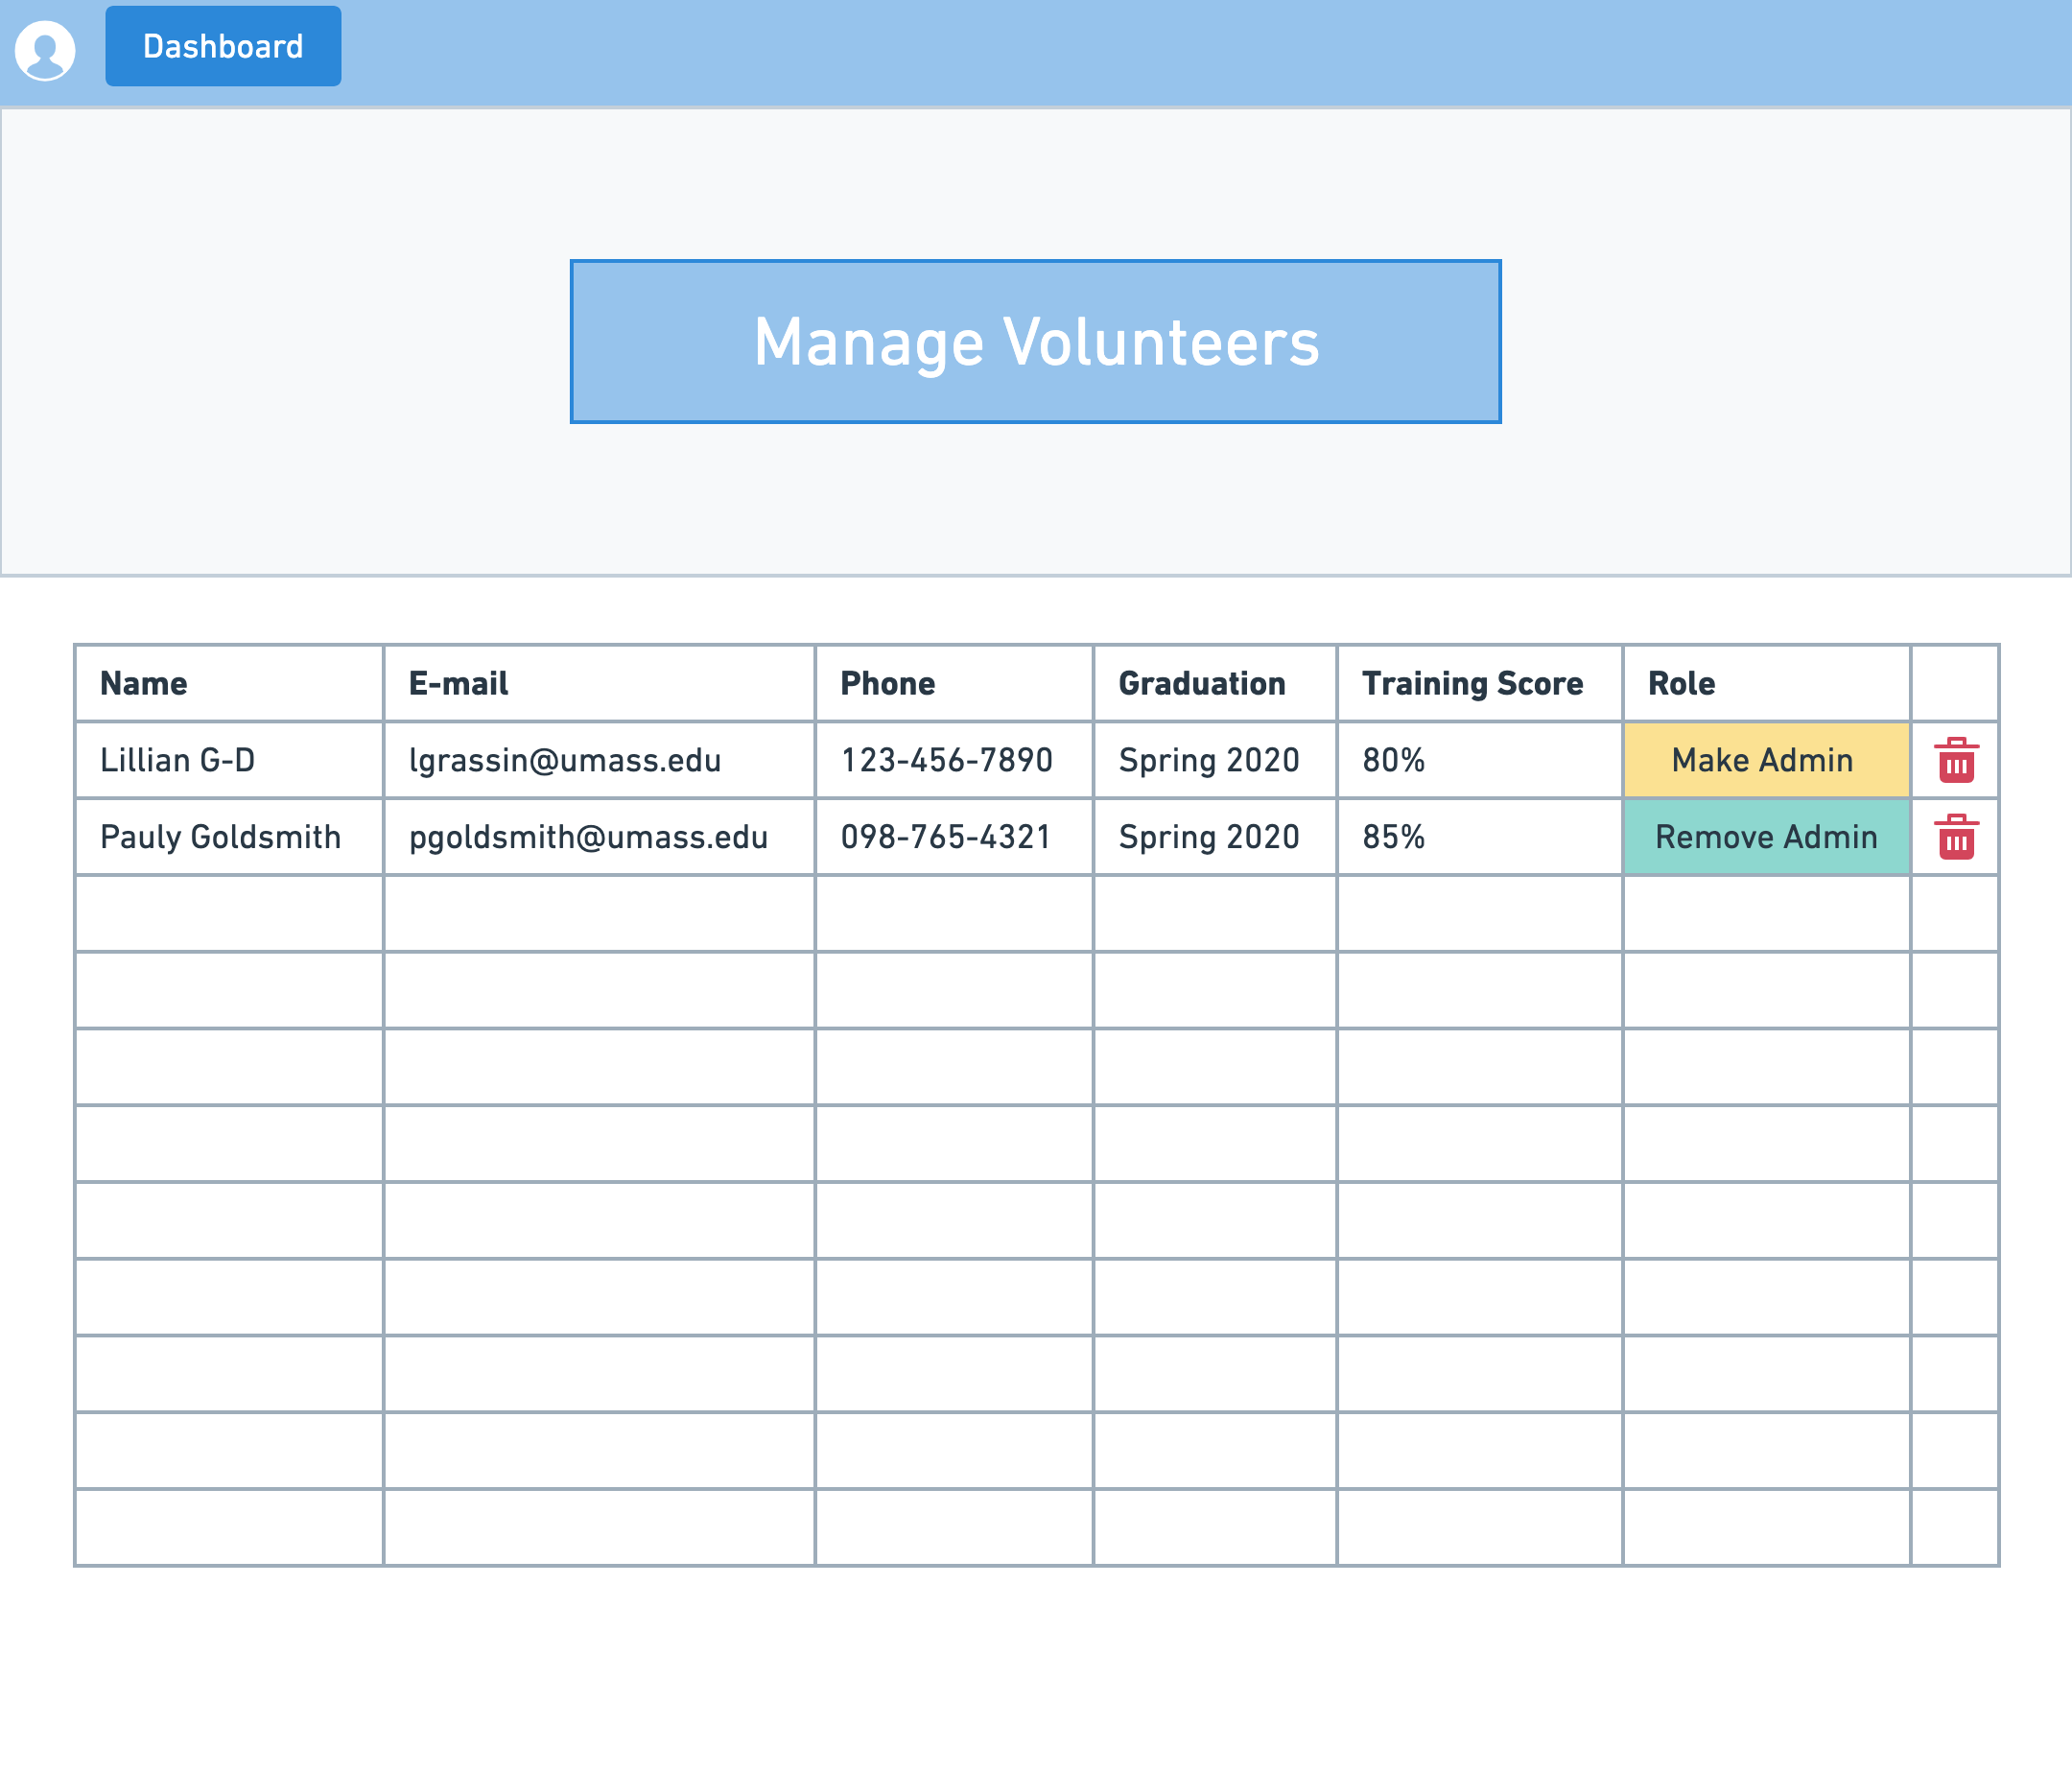 Dashboard
Manage Volunteers
Name E-mail Phone Graduation Training Score Role
Lillian G-D lgrassin@umass.edu 123-456-7890 Spring 2020 80% Make Admin
Pauly Goldsmith pgoldsmith@umass.edu 098-765-4321 Spring 2020 85% Remove Admin